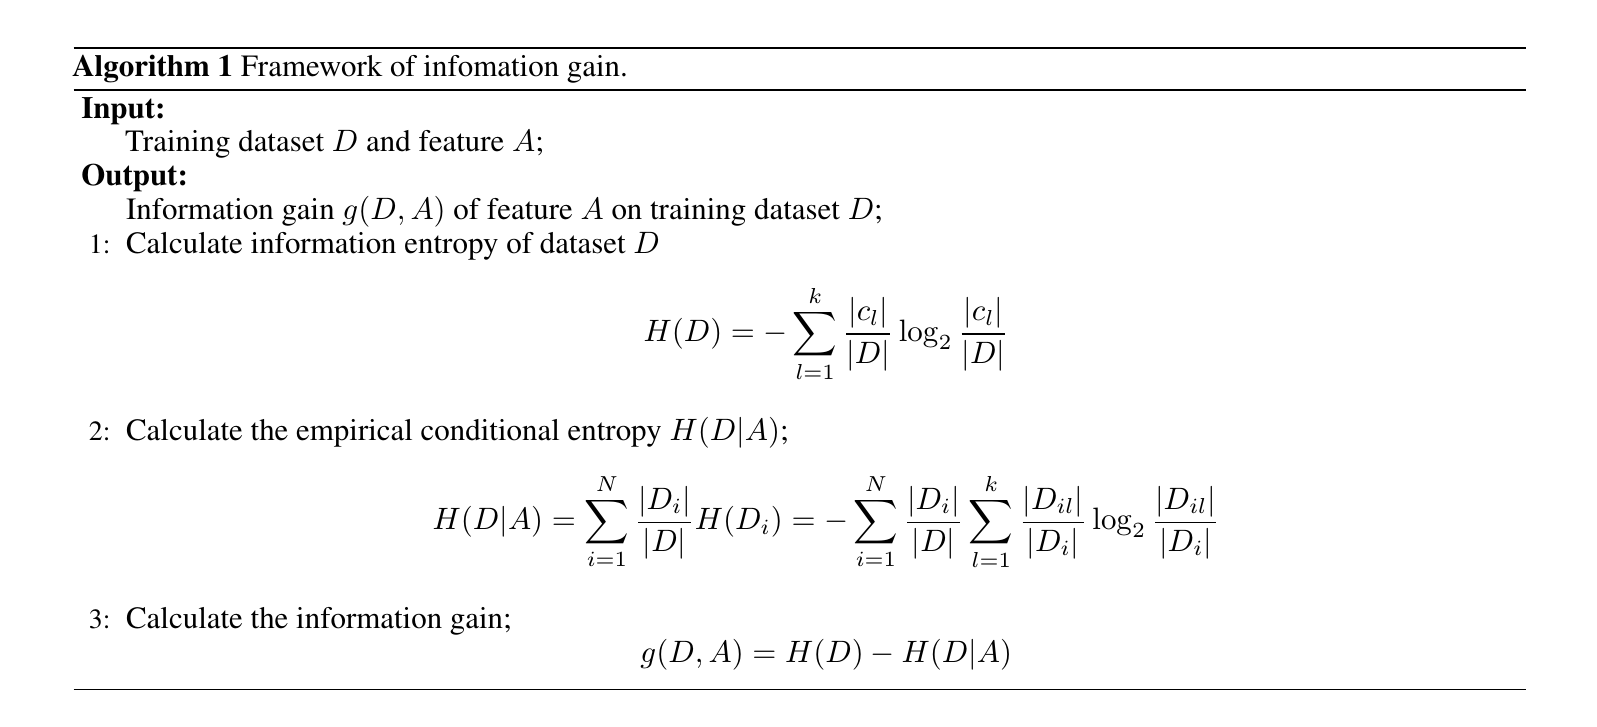 Algorithm 1 Framework of infomation gain.
Input:
Training dataset D and feature A;
Output:
Information gain g(D, A) of feature A on training dataset D;
1: Calculate information entropy of dataset D
H(D) = − \sum_{l=1}^{k} \frac{|c_l|}{|D|} \log_2 \frac{|c_l|}{|D|}
2: Calculate the empirical conditional entropy H(D|A);
H(D|A) = \sum_{i=1}^{N} \frac{|D_i|}{|D|} H(D_i) = − \sum_{i=1}^{N} \frac{|D_i|}{|D|} \sum_{l=1}^{k} \frac{|D_{il}|}{|D_i|} \log_2 \frac{|D_{il}|}{|D_i|}
3: Calculate the information gain;
g(D, A) = H(D) − H(D|A)